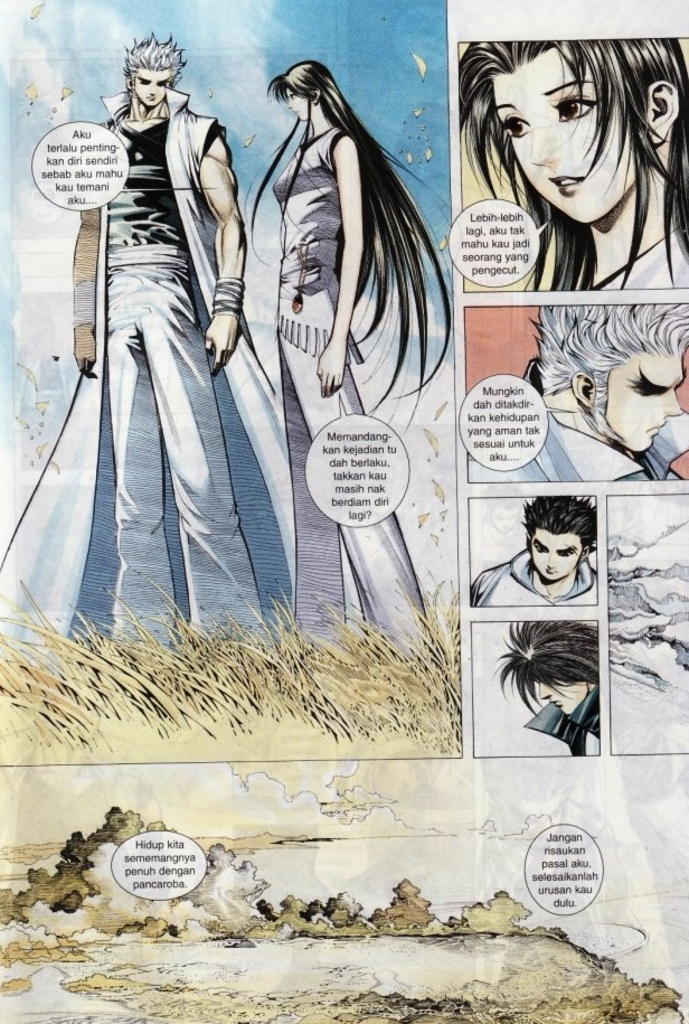 Aku
terlalu penting-
kan diri sendiri
sebab aku mahu
kau temani
aku....
Memandang-
kan kejadian tu
dah berlaku,
takkan kau
masih nak
berdiam diri
lagi?
Lebih-lebih
lagi, aku tak
mahu kau jadi
seorang yang
pengecut.
Mungkin
dah ditakdir-
kan kehidupan
yang aman tak
sesuai untuk
aku....
Hidup kita
sememangnya
penuh dengan
pancaroba.
Jangan
risaukan
pasal aku,
selesaikanlah
urusan kau
dulu.